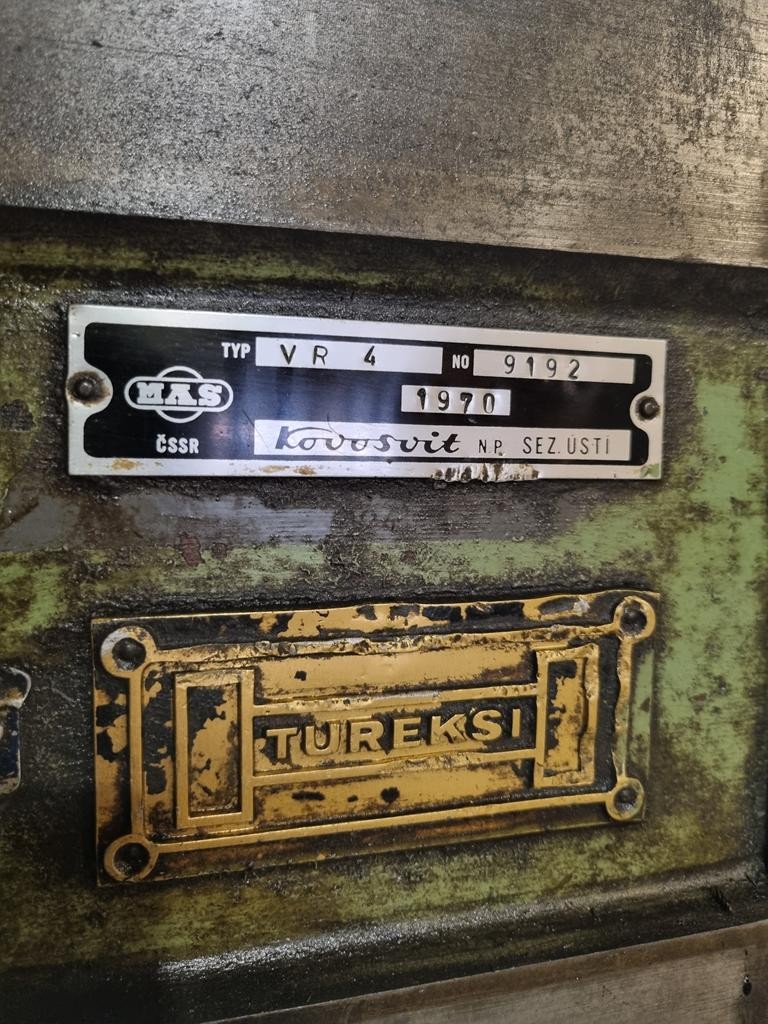 TYP VR 4 NO 9192
MAS 1970
ČSSR Kovosvit N.P. SEZ. ÚSTÍ
TUREKSI